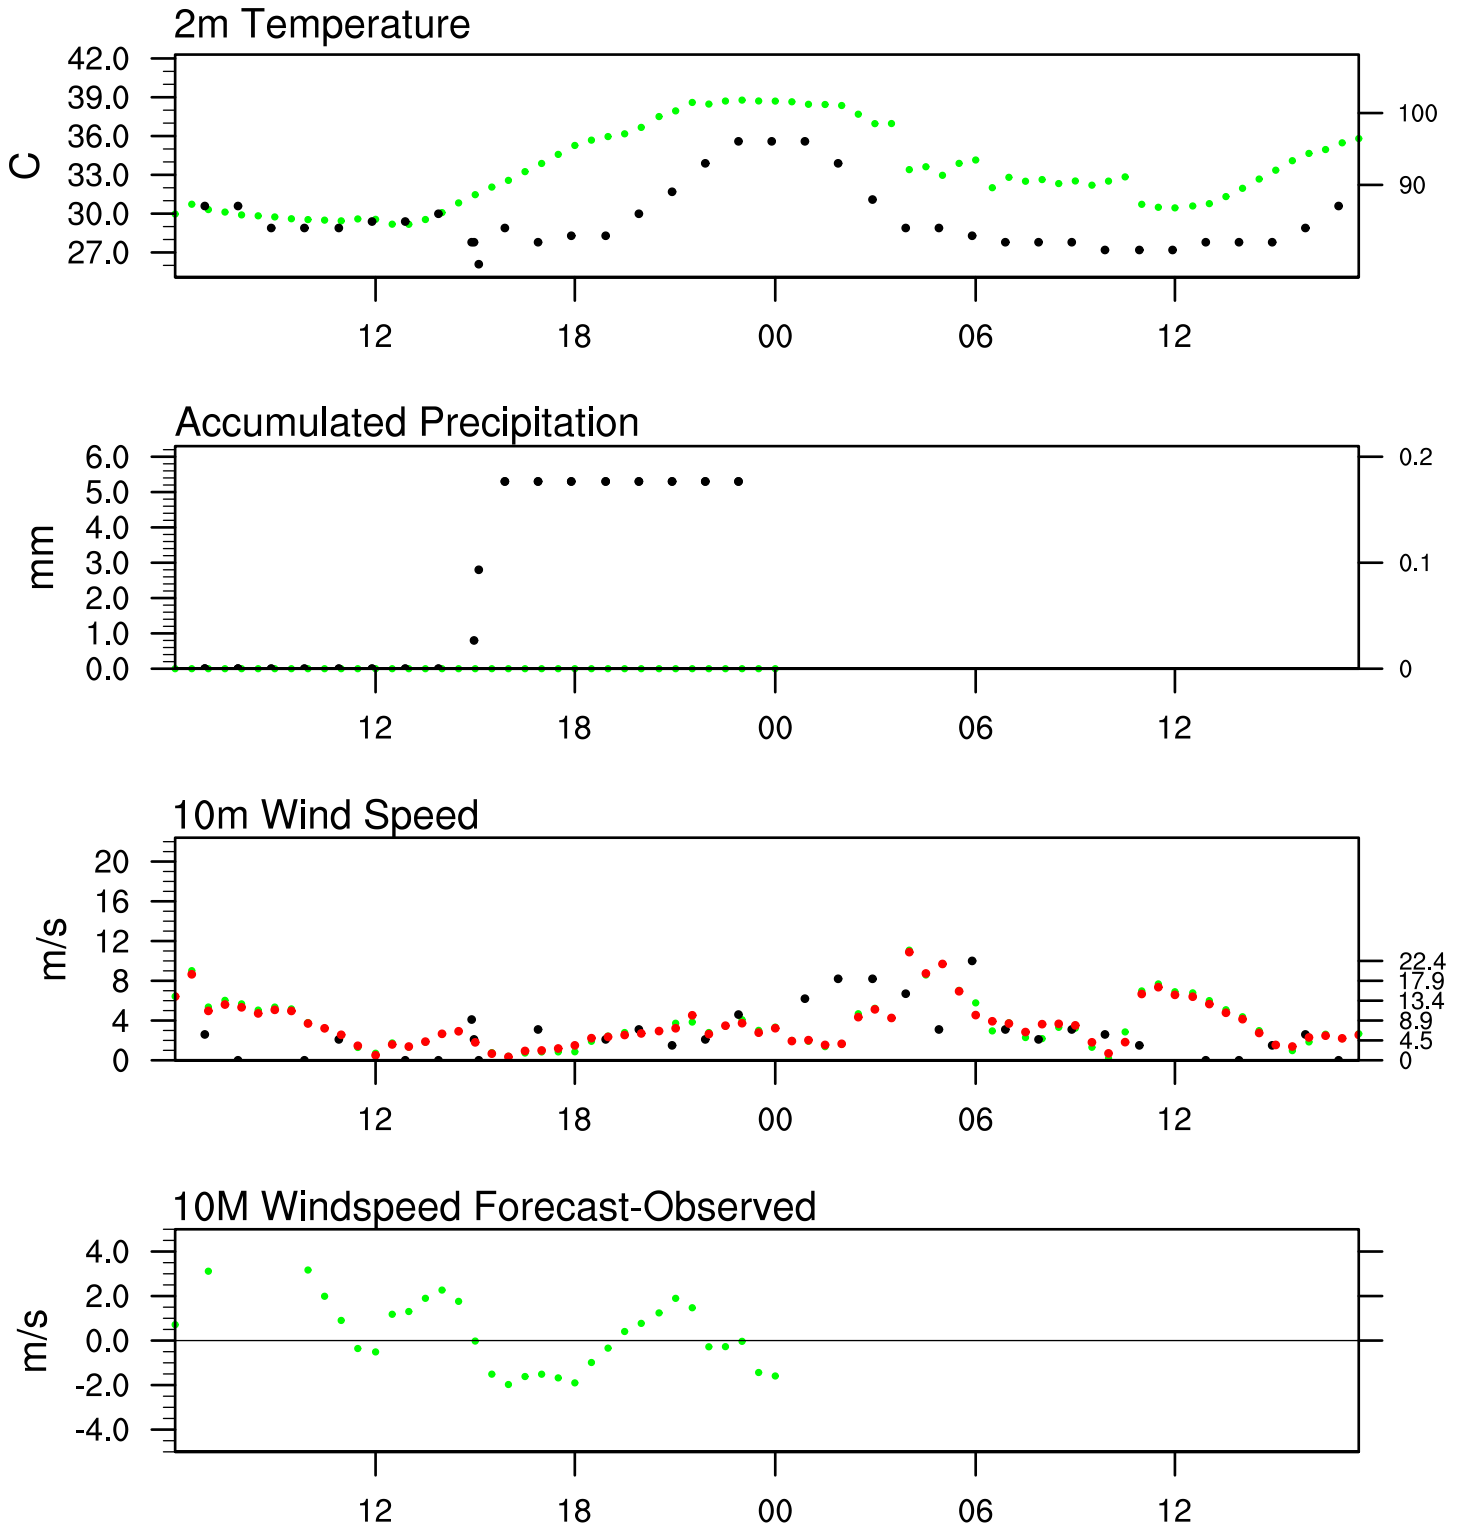 2m Temperature
42.0
39.0
36.0
33.0
30.0
27.0
C
100
90
12 18 00 06 12
Accumulated Precipitation
6.0
5.0
4.0
3.0
2.0
1.0
0.0
mm
0.2
0.1
0
12 18 00 06 12
10m Wind Speed
20
16
12
8
4
0
m/s
22.4
17.9
13.4
8.9
4.5
0
12 18 00 06 12
10M Windspeed Forecast-Observed
4.0
2.0
0.0
-2.0
-4.0
m/s
12 18 00 06 12